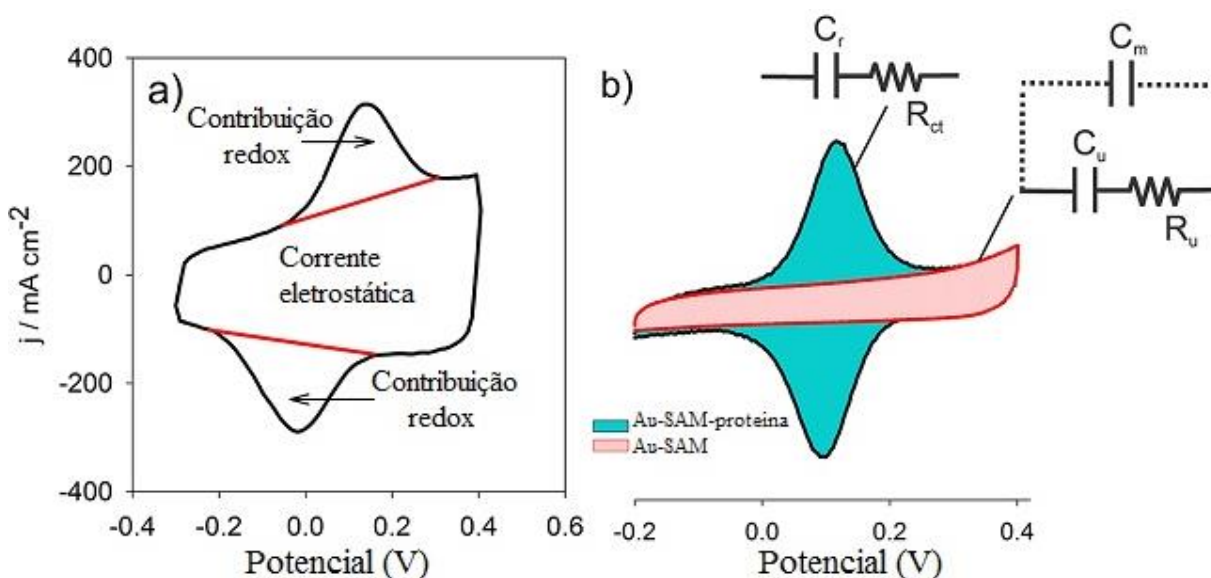 a)
Contribuição
redox
Corrente
eletrostática
Contribuição
redox
400
200
0
-200
-400
j / mA cm-2
-0.4
-0.2
0.0
0.2
0.4
0.6
Potencial (V)
b)
Cr
Rct
Cm
Cu
Ru
Au-SAM-proteina
Au-SAM
-0.2
0.0
0.2
0.4
Potencial (V)